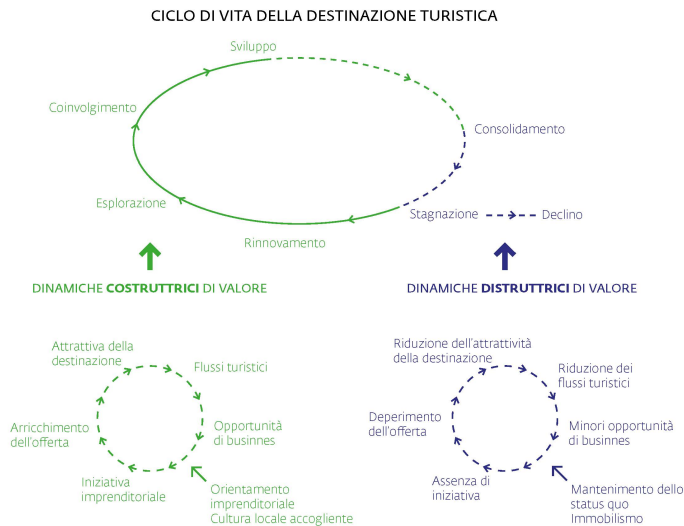 CICLO DI VITA DELLA DESTINAZIONE TURISTICA
Sviluppo
Coinvolgimento
Consolidamento
Esplorazione
Stagnazione
Declino
Rinnovamento
DINAMICHE COSTRUTTRICI DI VALORE
DINAMICHE DISTRUTTRICI DI VALORE
Attrattiva della
destinazione
Flussi turistici
Opportunità
di businnes
Orientamento
imprenditoriale
Cultura locale accogliente
Iniziativa
imprenditoriale
Arricchimento
dell'offerta
Riduzione dell'attrattività
della destinazione
Riduzione dei
flussi turistici
Minori opportunità
di businnes
Mantenimento dello
status quo
Immobilismo
Assenza di
iniziativa
Deperimento
dell'offerta